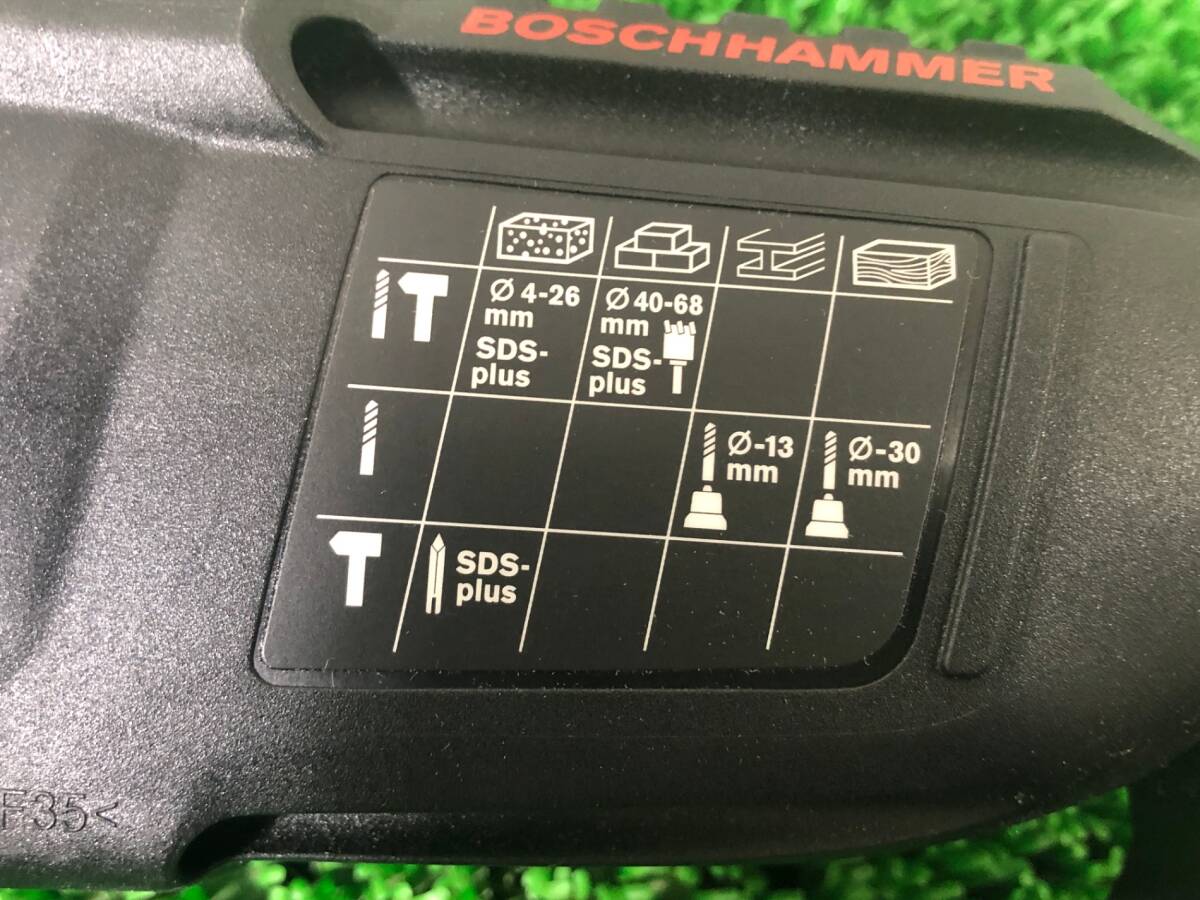 BOSCHHAMMER
Ø 4-26
mm
SDS-
plus
Ø 40-68
mm
SDS-
plus
Ø-13
mm
Ø-30
mm
SDS-
plus
F35<